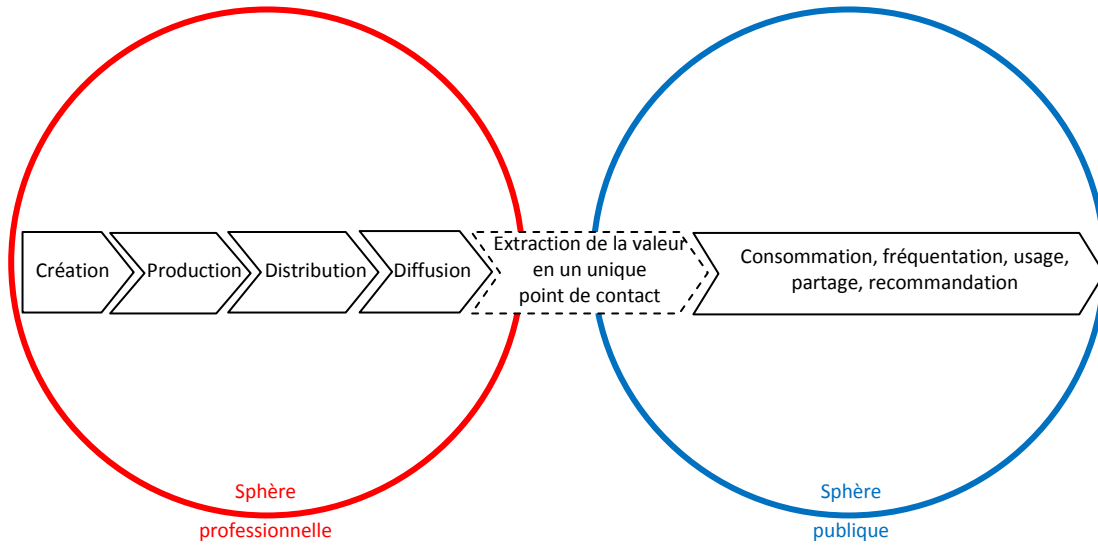 Création
Production
Distribution
Diffusion
Extraction de la valeur
en un unique
point de contact
Consommation, fréquentation, usage,
partage, recommandation
Sphère
professionnelle
Sphère
publique